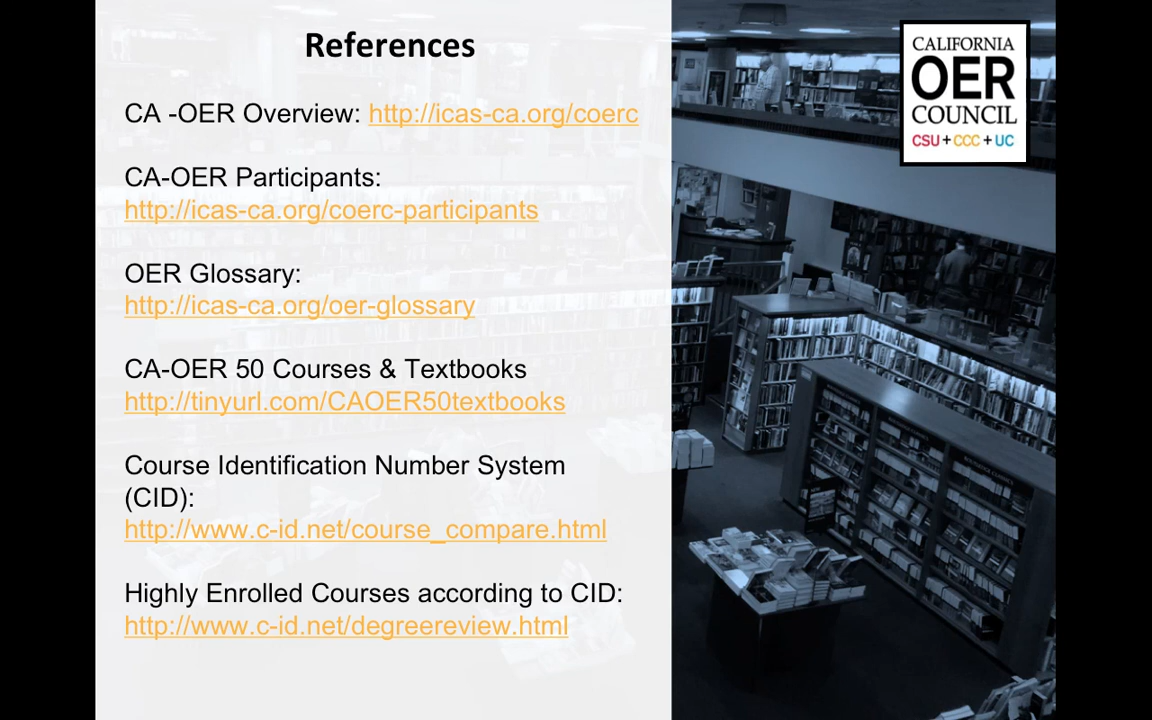 References
CA -OER Overview: http://icas-ca.org/coerc
CA-OER Participants:
http://icas-ca.org/coerc-participants
OER Glossary:
http://icas-ca.org/oer-glossary
CA-OER 50 Courses & Textbooks
http://tinyurl.com/CAOER50textbooks
Course Identification Number System
(CID):
http://www.c-id.net/course_compare.html
Highly Enrolled Courses according to CID:
http://www.c-id.net/degreereview.html
CALIFORNIA
OER
COUNCIL
CSU + CCC + UC